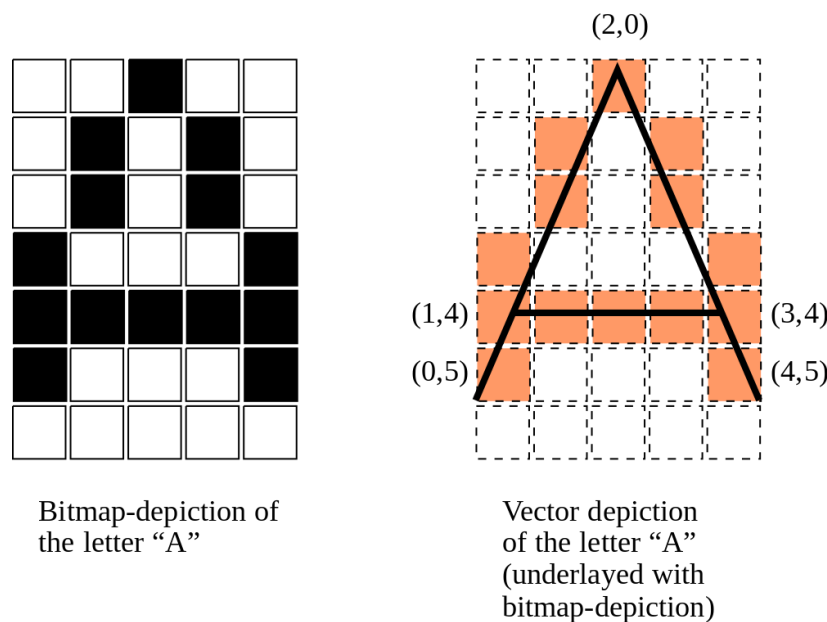 (2,0)
(1,4)
(3,4)
(0,5)
(4,5)
Bitmap-depiction of
the letter “A”
Vector depiction
of the letter “A”
(underlayed with
bitmap-depiction)